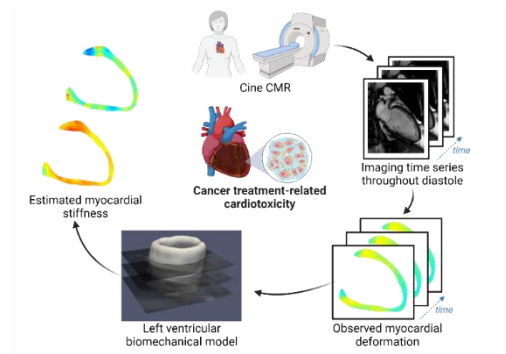 Cine CMR
time
Imaging time series
throughout diastole
Cancer treatment-related
cardiotoxicity
Estimated myocardial
stiffness
Left ventricular
biomechanical model
time
Observed myocardial
deformation